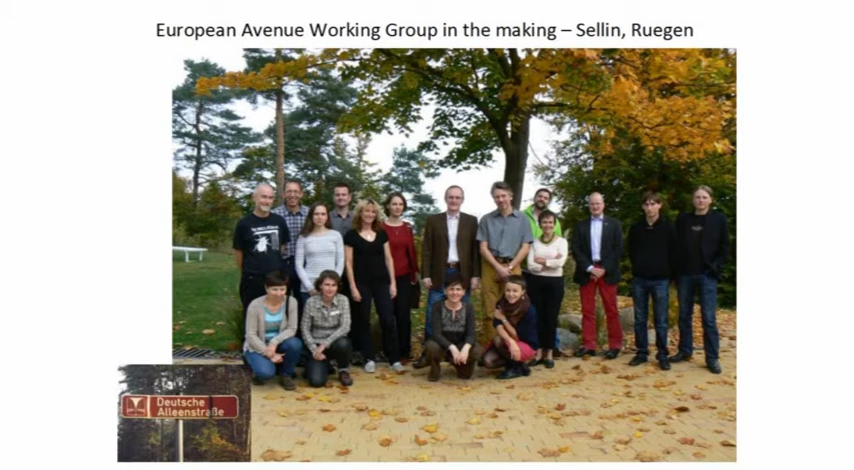 European Avenue Working Group in the making – Sellin, Ruegen
Deutsche
Alleenstraße